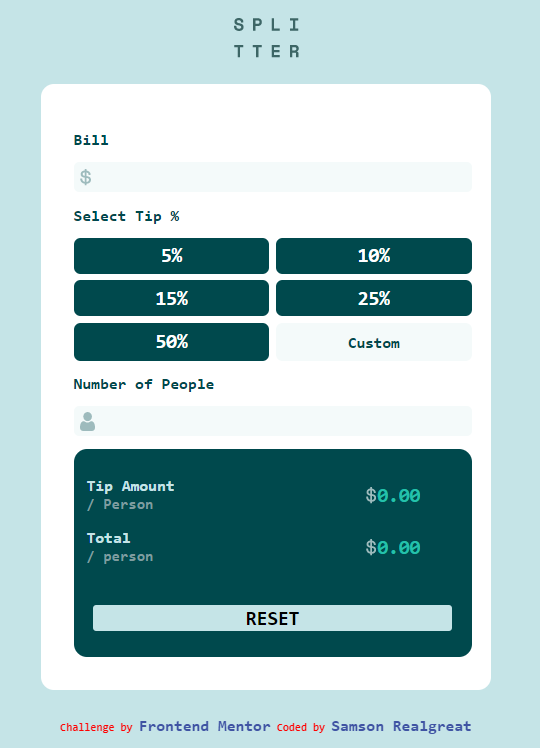 SPLI
TTER
Bill
$
Select Tip %
5% 10%
15% 25%
50% Custom
Number of People
Tip Amount $0.00
/ Person
Total $0.00
/ person
RESET
Challenge by Frontend Mentor Coded by Samson Realgreat